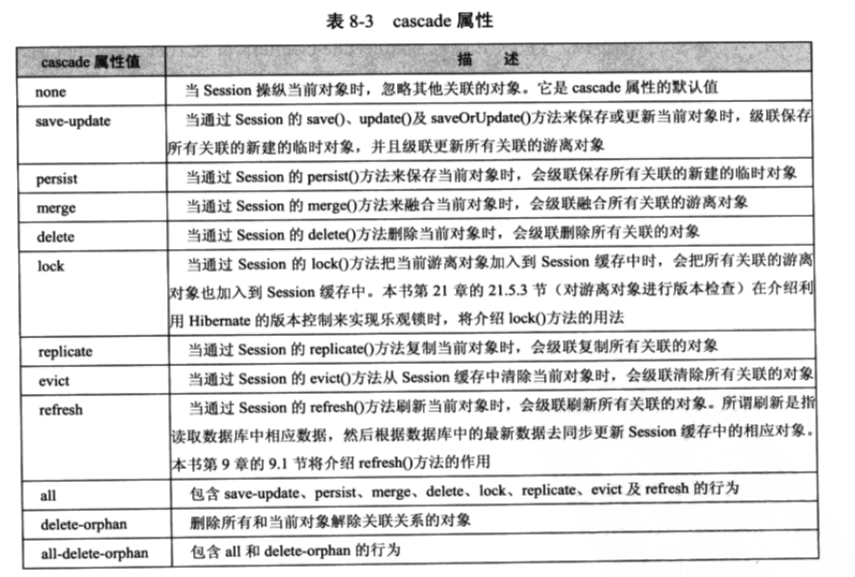 表 8-3 cascade 属性
cascade 属性值 描 述
none 当 Session 操纵当前对象时，忽略其他关联的对象。它是 cascade 属性的默认值
save-update 当通过 Session 的 save()、update()及 saveOrUpdate()方法来保存或更新当前对象时，级联保存
所有关联的新建的临时对象，并且级联更新所有关联的游离对象
persist 当通过 Session 的 persist()方法来保存当前对象时，会级联保存所有关联的新建的临时对象
merge 当通过 Session 的 merge()方法来融合当前对象时，会级联融合所有关联的游离对象
delete 当通过 Session 的 delete()方法删除当前对象时，会级联删除所有关联的对象
lock 当通过 Session 的 lock()方法把当前游离对象加入到 Session 缓存中时，会把所有关联的游离
对象也加入到 Session 缓存中。本书第 21 章的 21.5.3 节（对游离对象进行版本检查）在介绍利
用 Hibernate 的版本控制来实现乐观锁时，将介绍 lock()方法的用法
replicate 当通过 Session 的 replicate()方法复制当前对象时，会级联复制所有关联的对象
evict 当通过 Session 的 evict()方法从 Session 缓存中清除当前对象时，会级联清除所有关联的对象
refresh 当通过 Session 的 refresh()方法刷新当前对象时，会级联刷新所有关联的对象。所谓刷新是指
读取数据库中相应数据，然后根据数据库中的最新数据去同步更新 Session 缓存中的相应对象。
本书第 9 章的 9.1 节将介绍 refresh()方法的作用
all 包含 save-update、persist、merge、delete、lock、replicate、evict 及 refresh 的行为
delete-orphan 删除所有和当前对象解除关联关系的对象
all-delete-orphan 包含 all 和 delete-orphan 的行为